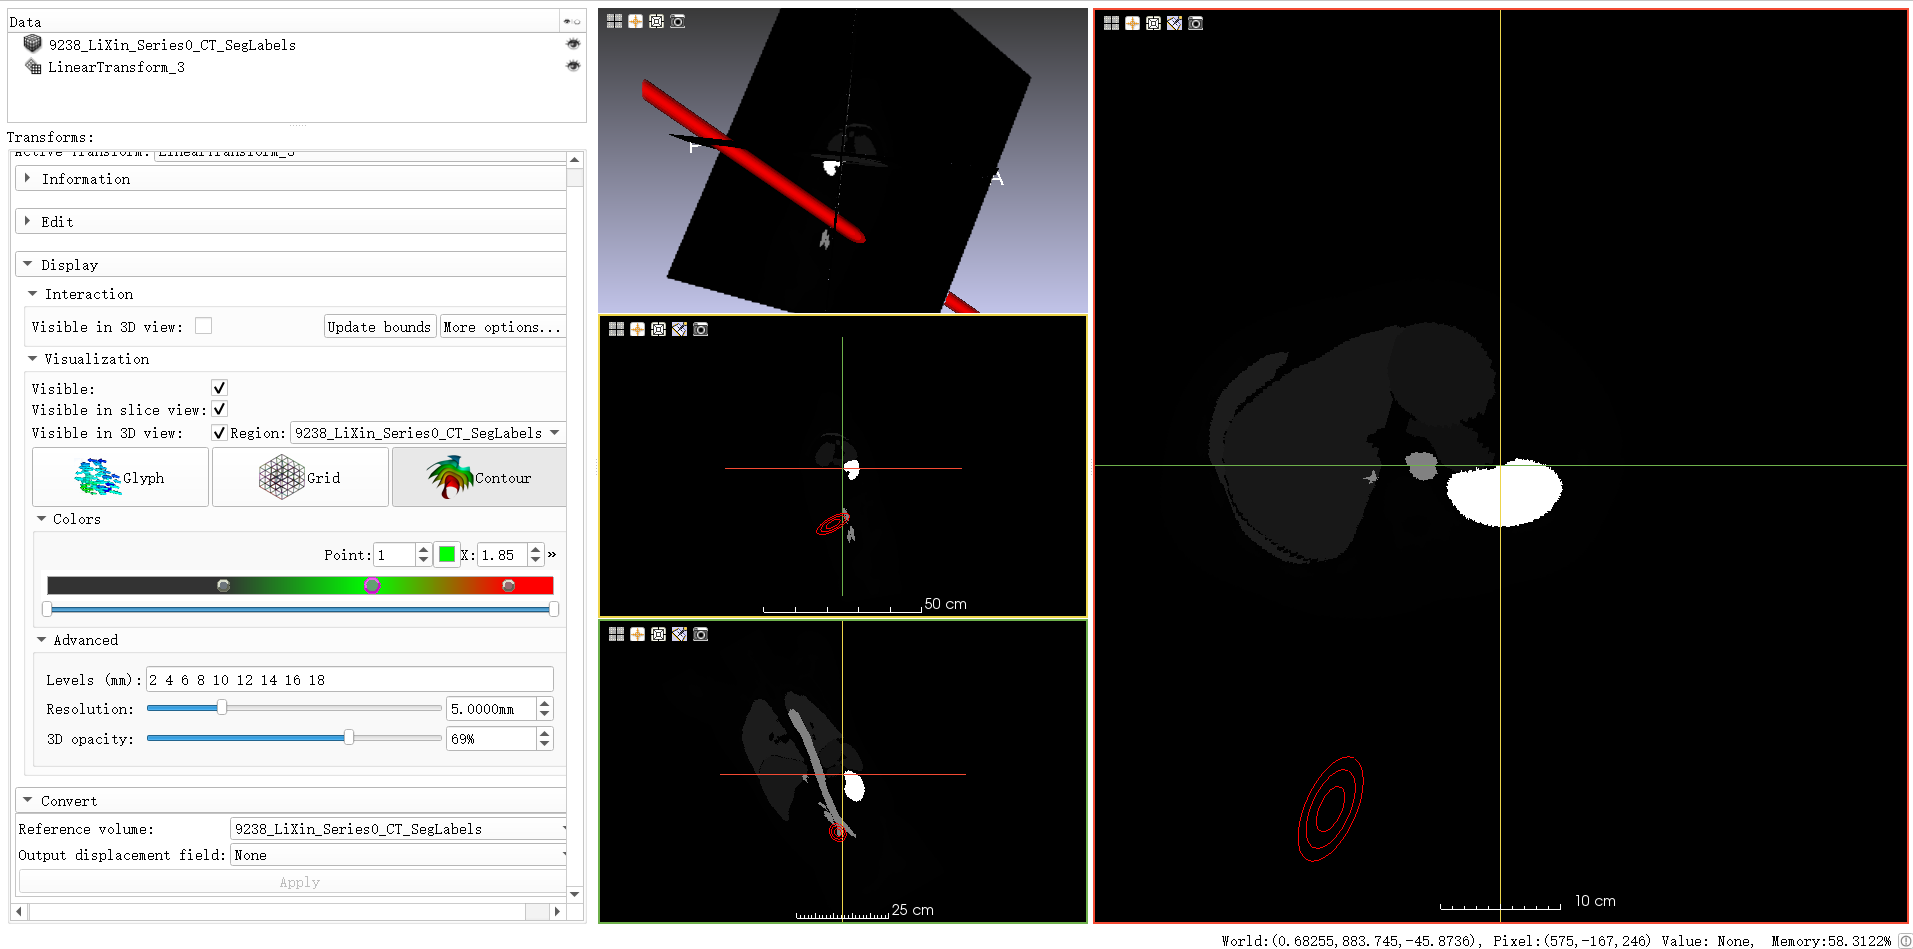 Data
9238_LiXin_Series0_CT_SegLabels
LinearTransform_3
Transforms:
Active Transform: LinearTransform_3
Information
Edit
Display
Interaction
Visible in 3D view:
Update bounds
More options...
Visualization
Visible:
Visible in slice view:
Visible in 3D view:
Region: 9238_LiXin_Series0_CT_SegLabels
Glyph
Grid
Contour
Colors
Point: 1
X: 1.85
»
Advanced
Levels (mm): 2 4 6 8 10 12 14 16 18
Resolution: 5.0000mm
3D opacity: 69%
Convert
Reference volume: 9238_LiXin_Series0_CT_SegLabels
Output displacement field: None
Apply
A
50 cm
25 cm
10 cm
World:(0.68255,883.745,-45.8736), Pixel:(575,-167,246) Value: None, Memory:58.3122%